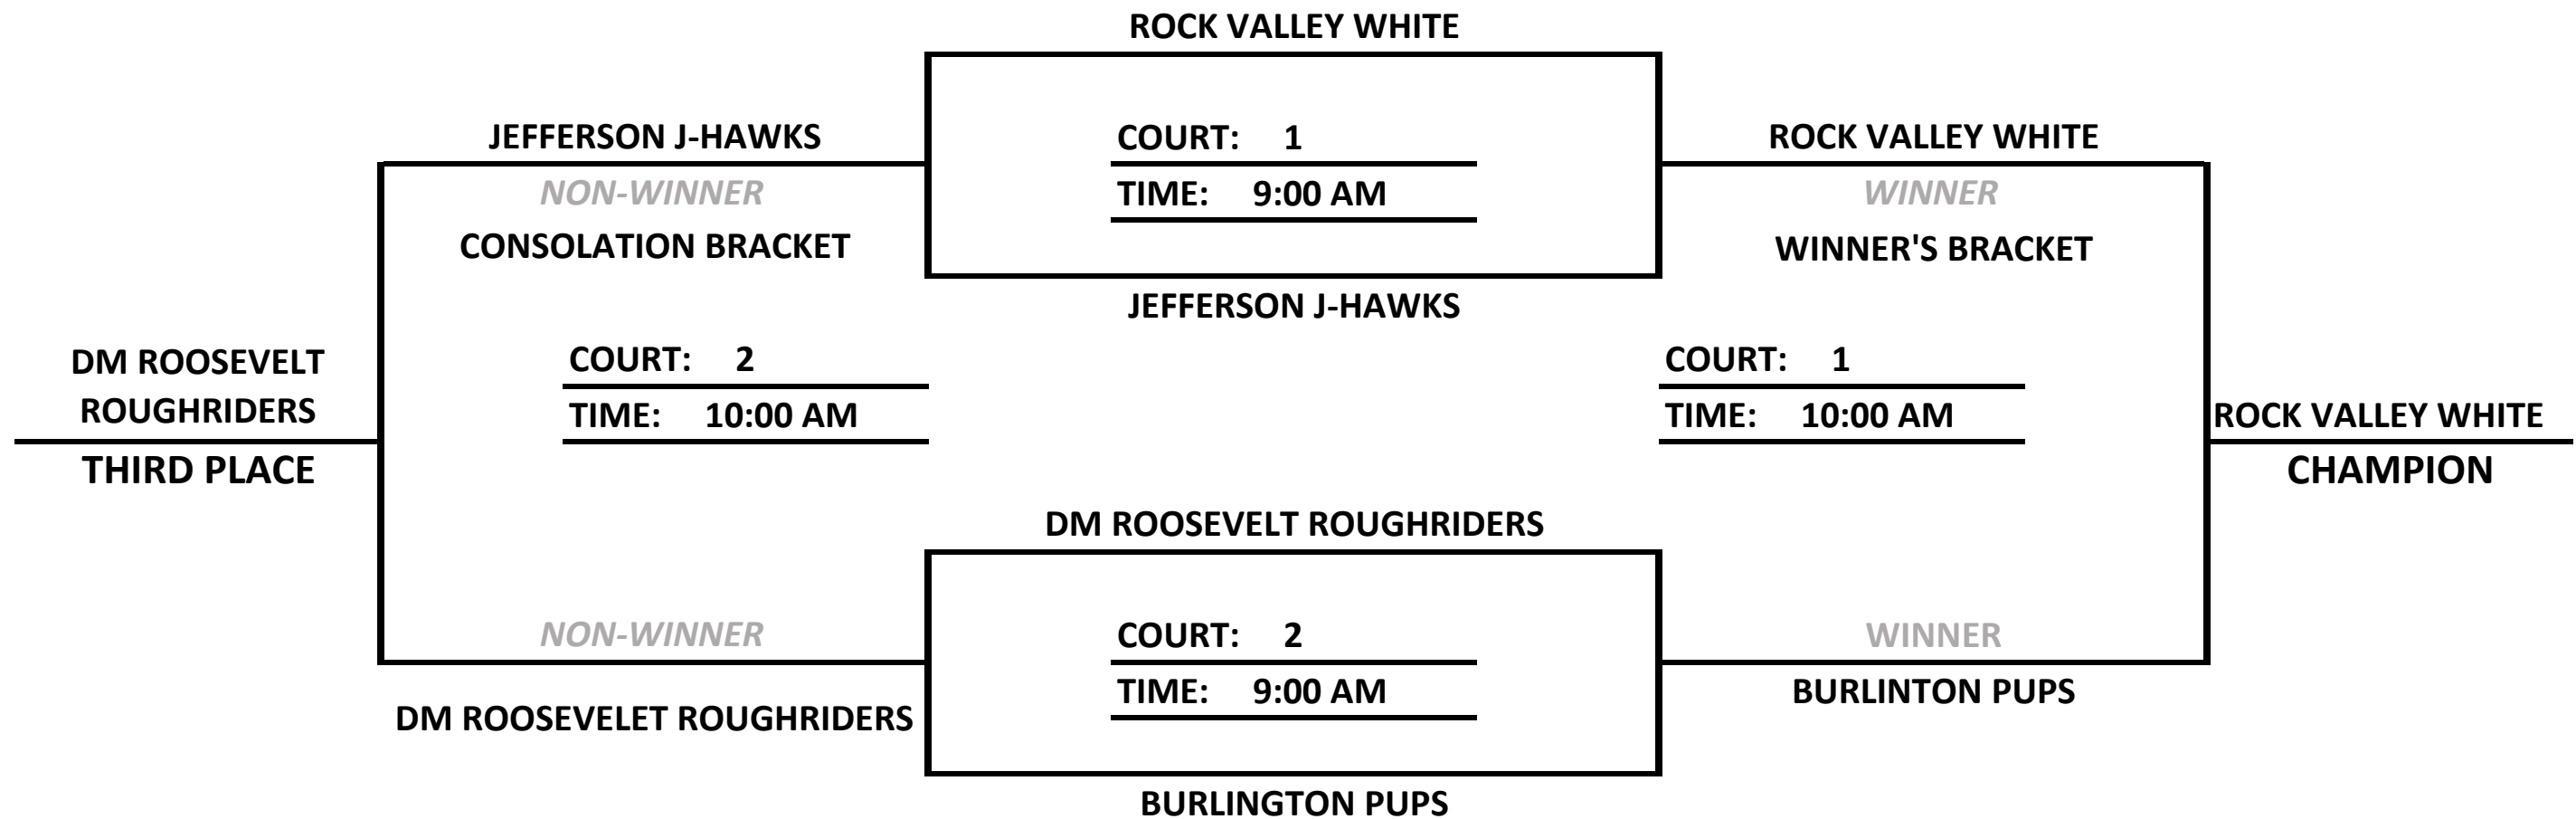 ROCK VALLEY WHITE
JEFFERSON J-HAWKS
COURT: 1
ROCK VALLEY WHITE
NON-WINNER
TIME: 9:00 AM
WINNER
CONSOLATION BRACKET
WINNER'S BRACKET
JEFFERSON J-HAWKS
DM ROOSEVELT
ROUGHRIDERS
COURT: 2
COURT: 1
TIME: 10:00 AM
TIME: 10:00 AM
ROCK VALLEY WHITE
THIRD PLACE
CHAMPION
DM ROOSEVELT ROUGHRIDERS
NON-WINNER
COURT: 2
WINNER
TIME: 9:00 AM
BURLINTON PUPS
DM ROOSEVELET ROUGHRIDERS
BURLINGTON PUPS